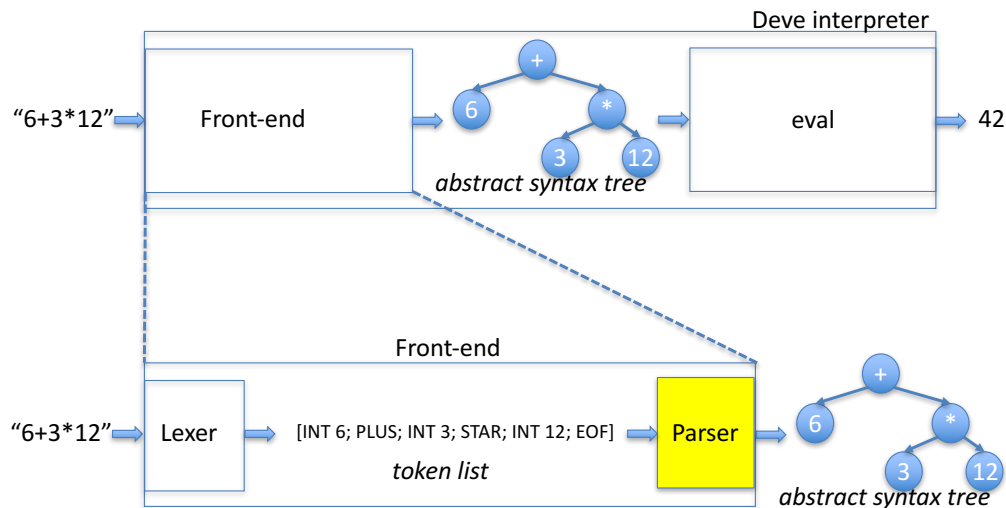 Deve interpreter
“6+3*12”
Front-end
+
6
*
3
12
abstract syntax tree
eval
42
Front-end
“6+3*12”
Lexer
[INT 6; PLUS; INT 3; STAR; INT 12; EOF]
token list
Parser
+
6
*
3
12
abstract syntax tree